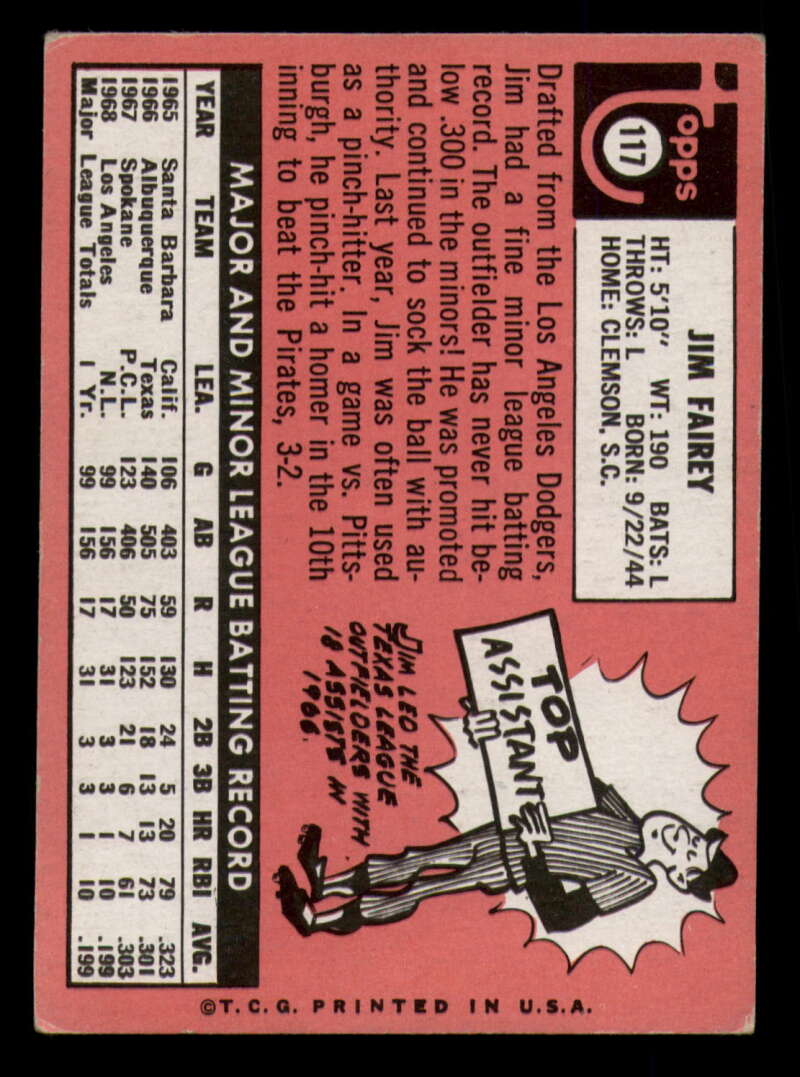 Topps
117
JIM FAIREY
HT: 5'10" WT: 190 BATS: L
THROWS: L BORN: 9/22/44
HOME: CLEMSON, S.C.
Drafted from the Los Angeles Dodgers,
Jim had a fine minor league batting
record. The outfielder has never hit be-
low .300 in the minors! He was promoted
and continued to sock the ball with au-
thority. Last year, Jim was often used
as a pinch-hitter. In a game vs. Pitts-
burgh, he pinch-hit a homer in the 10th
inning to beat the Pirates, 3-2.
TOP
ASSISTANT
JIM LED THE
TEXAS LEAGUE
OUTFIELDERS WITH
18 ASSISTS IN
1966.
MAJOR AND MINOR LEAGUE BATTING RECORD
YEAR TEAM LEA. G AB R H 2B 3B HR RBI AVG.
1965 Santa Barbara Calif. 106 403 59 130 24 5 20 79 .323
1966 Albuquerque Texas 140 505 75 152 18 13 13 73 .301
1967 Spokane P.C.L. 123 406 50 123 21 6 7 61 .303
1968 Los Angeles N.L. 99 156 17 31 3 3 1 10 .199
Major League Totals 1 Yr. 99 156 17 31 3 3 1 10 .199
©T.C.G. PRINTED IN U.S.A.